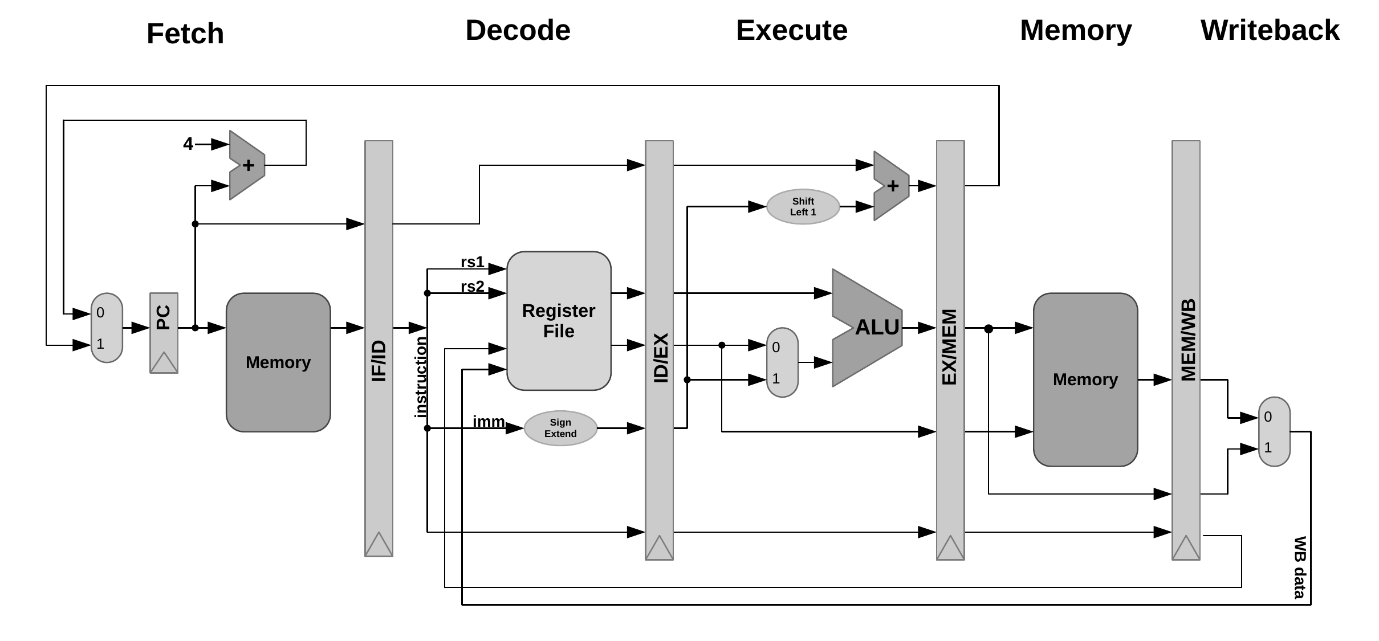 Fetch
Decode
Execute
Memory
Writeback
4
+
0
1
PC
Memory
IF/ID
instruction
rs1
rs2
imm
Register
File
Sign
Extend
ID/EX
Shift
Left 1
+
0
1
ALU
EX/MEM
Memory
MEM/WB
0
1
WB data